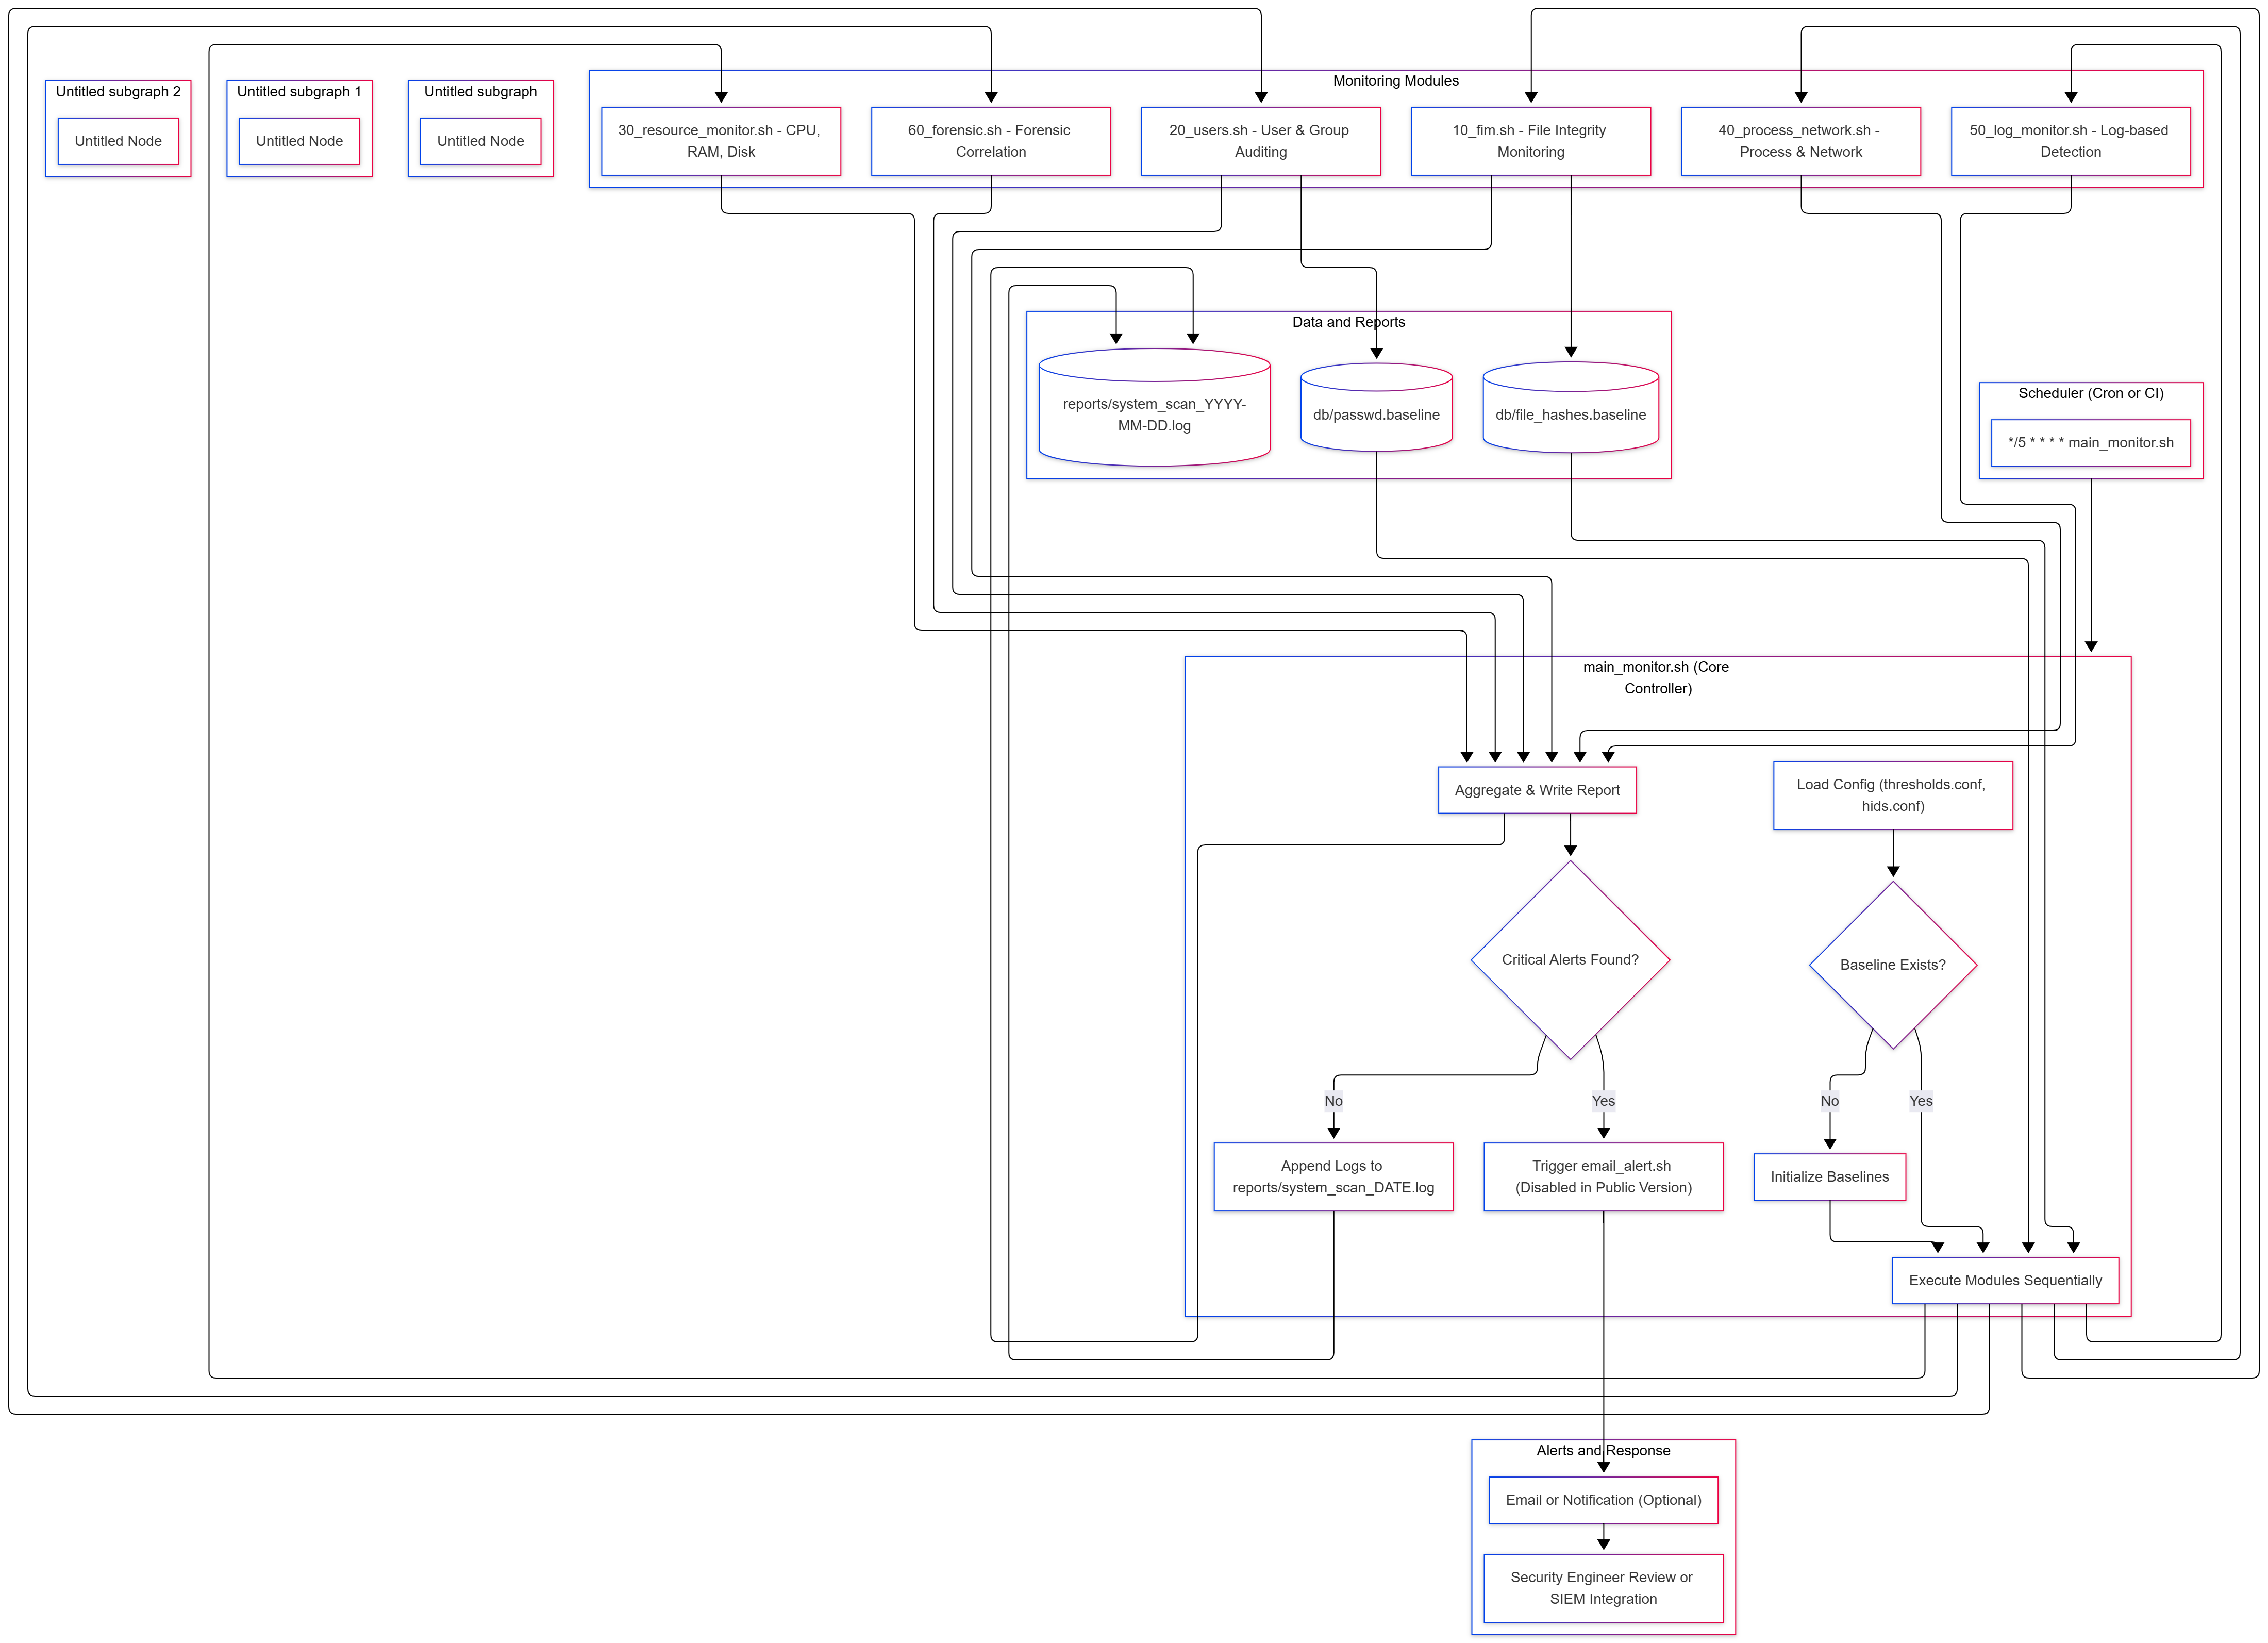 Monitoring Modules
Untitled subgraph 2
Untitled subgraph 1
Untitled subgraph
Untitled Node
Untitled Node
Untitled Node
30_resource_monitor.sh - CPU,
RAM, Disk
60_forensic.sh - Forensic
Correlation
20_users.sh - User & Group
Auditing
10_fim.sh - File Integrity
Monitoring
40_process_network.sh -
Process & Network
50_log_monitor.sh - Log-based
Detection
Data and Reports
reports/system_scan_YYYY-
MM-DD.log
db/passwd.baseline
db/file_hashes.baseline
Scheduler (Cron or CI)
*/5 * * * * main_monitor.sh
main_monitor.sh (Core
Controller)
Aggregate & Write Report
Load Config (thresholds.conf,
hids.conf)
Critical Alerts Found?
Baseline Exists?
No
Yes
No
Yes
Append Logs to
reports/system_scan_DATE.log
Trigger email_alert.sh
(Disabled in Public Version)
Initialize Baselines
Execute Modules Sequentially
Alerts and Response
Email or Notification (Optional)
Security Engineer Review or
SIEM Integration